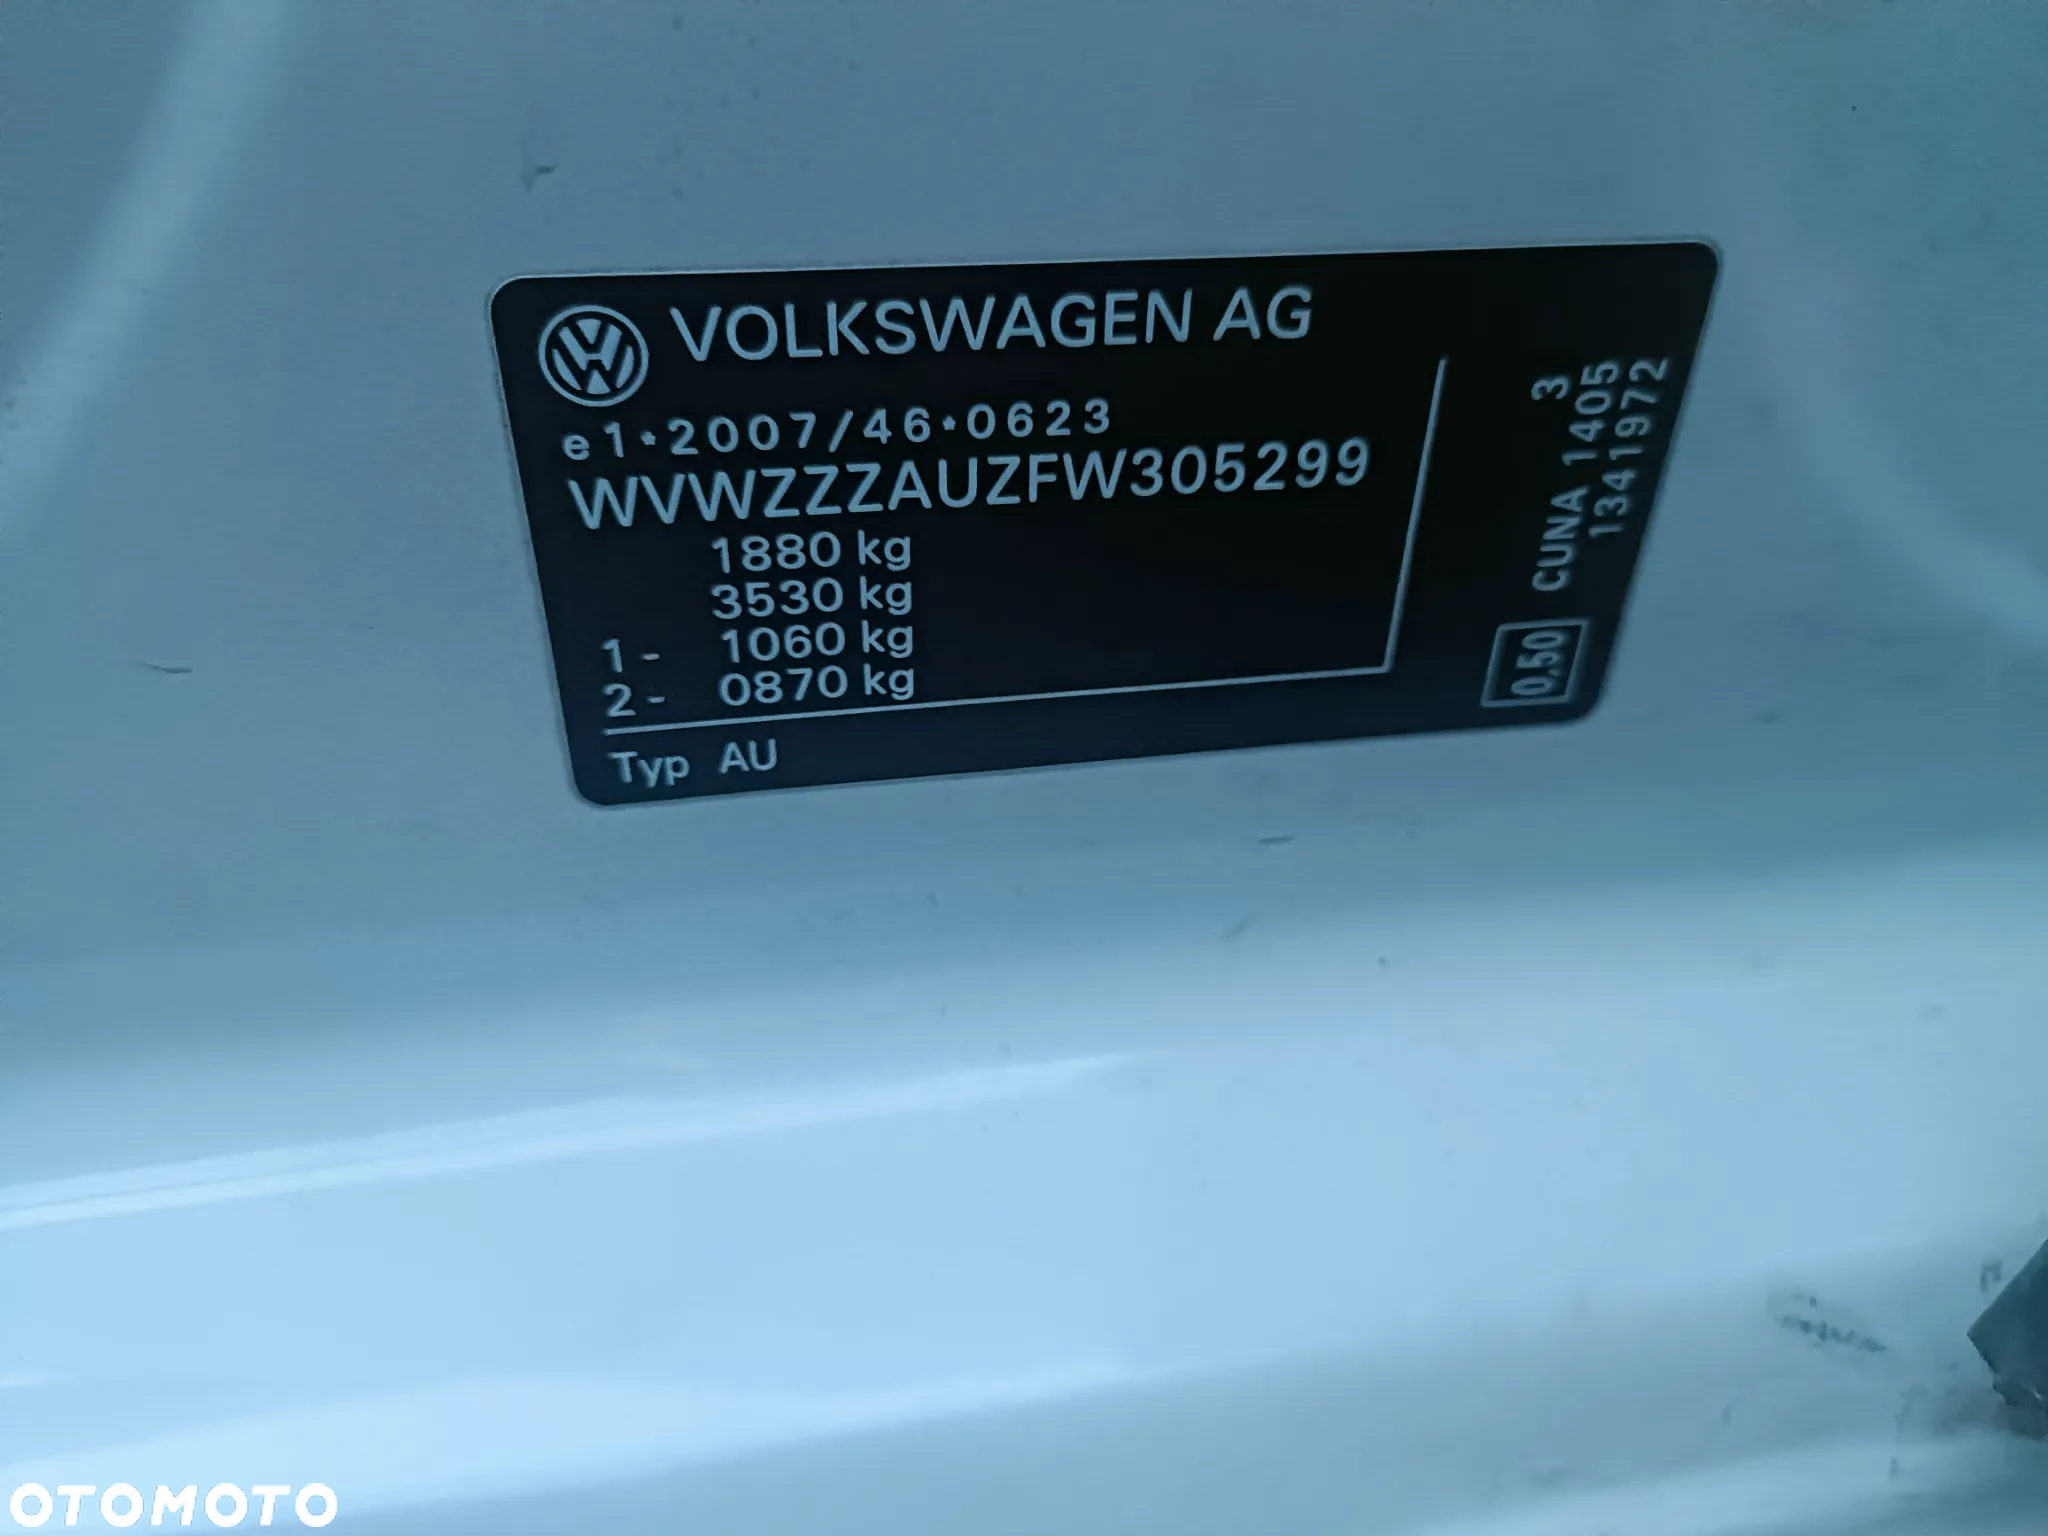 VOLKSWAGEN AG
e1*2007/46*0623
WVWZZZAUZFW305299
1880 kg
3530 kg
1- 1060 kg
2- 0870 kg
Typ AU
0,50
CUNA 1405
3
1341972
OTOMOTO